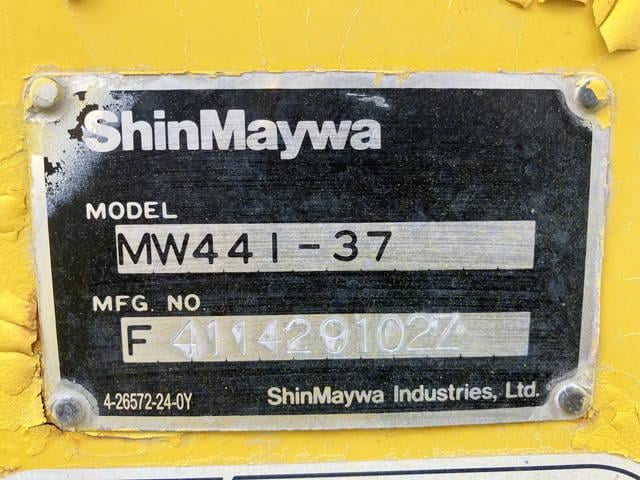 ShinMaywa
MODEL
MW441-37
MFG. NO
F 411429102Z
4-26572-24-0Y
ShinMaywa Industries, Ltd.